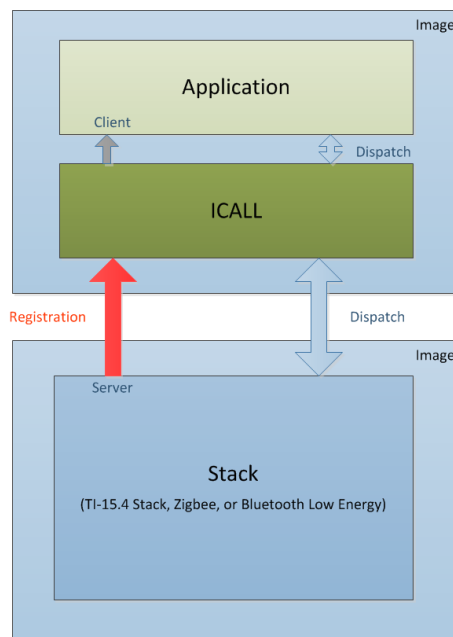 Image
Application
Client
Dispatch
ICALL
Registration
Dispatch
Image
Server
Stack
(TI-15.4 Stack, Zigbee, or Bluetooth Low Energy)